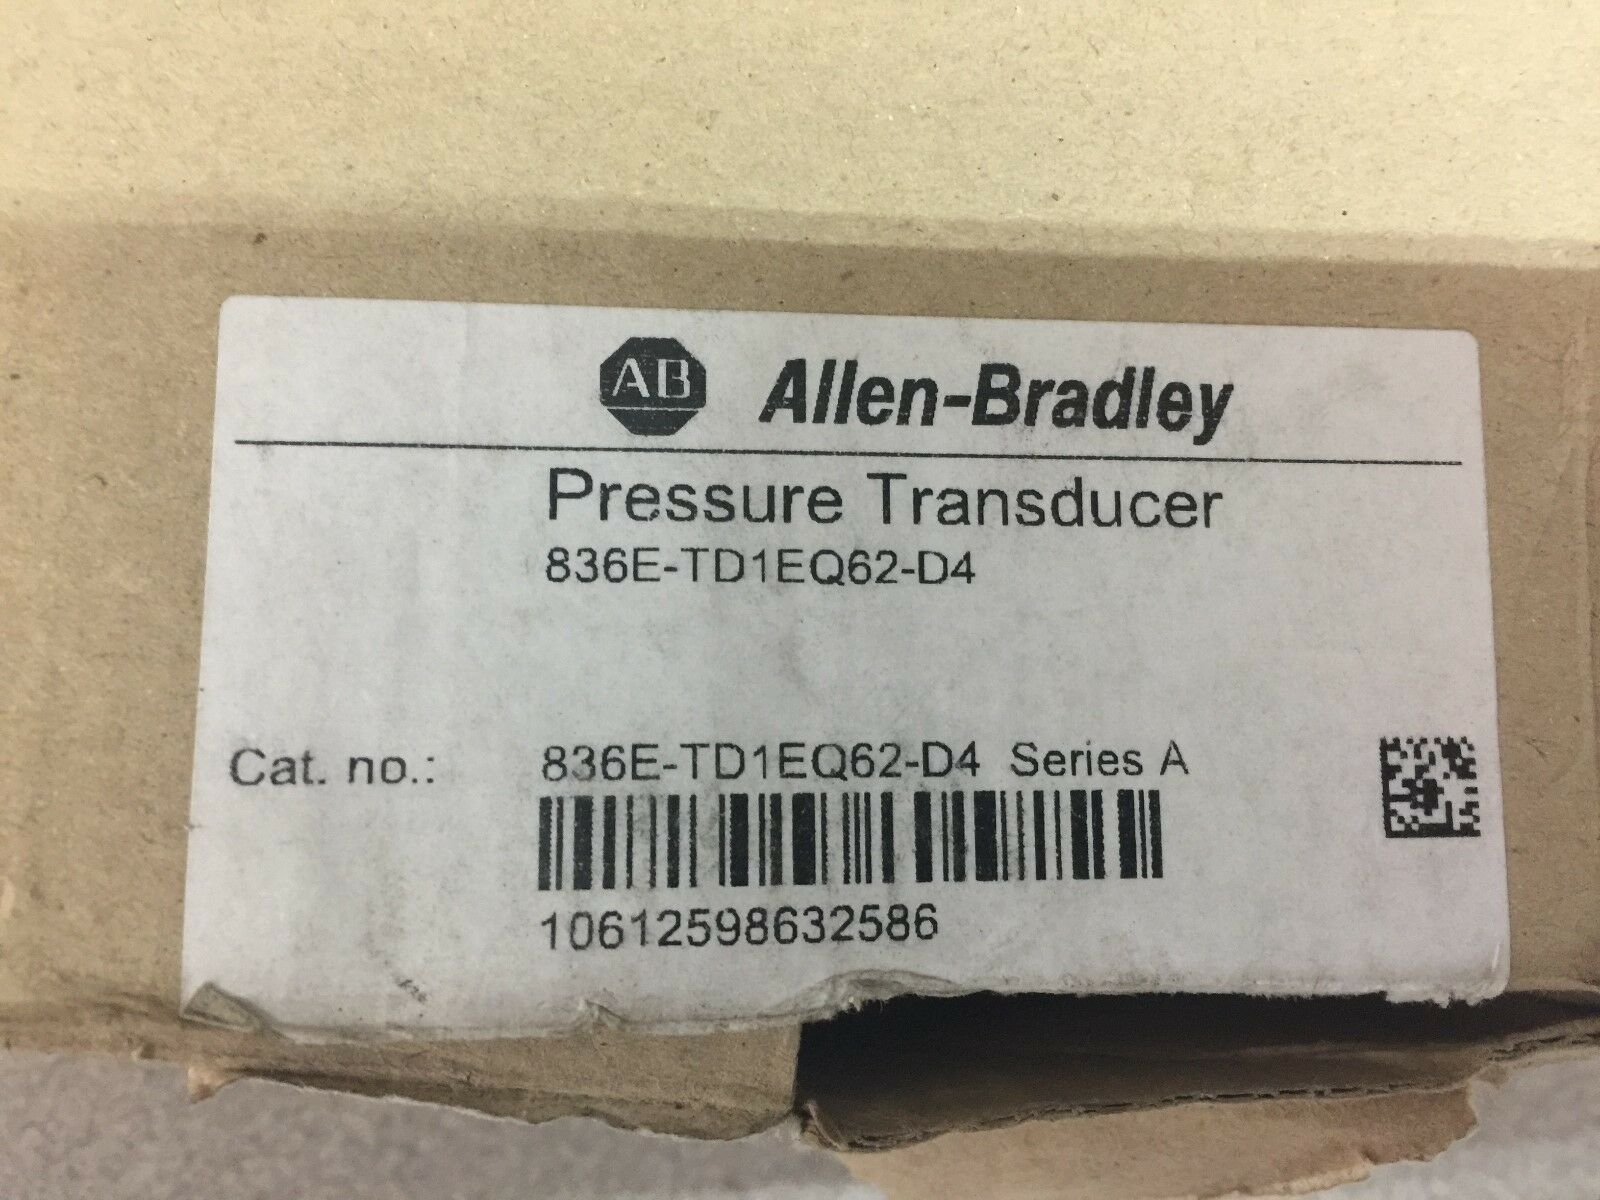 AB Allen-Bradley
Pressure Transducer
836E-TD1EQ62-D4
Cat. no.: 836E-TD1EQ62-D4 Series A
10612598632586